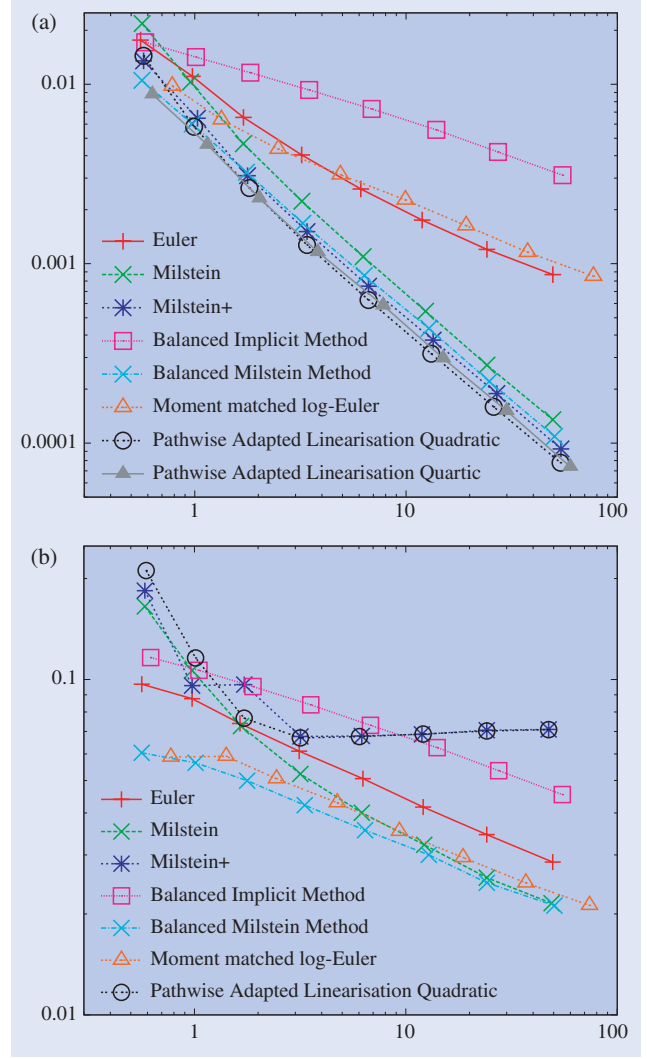 (a)
0.01
0.001
0.0001
Euler
Milstein
Milstein+
Balanced Implicit Method
Balanced Milstein Method
Moment matched log-Euler
Pathwise Adapted Linearisation Quadratic
Pathwise Adapted Linearisation Quartic
1 10 100
(b)
0.1
0.01
Euler
Milstein
Milstein+
Balanced Implicit Method
Balanced Milstein Method
Moment matched log-Euler
Pathwise Adapted Linearisation Quadratic
1 10 100